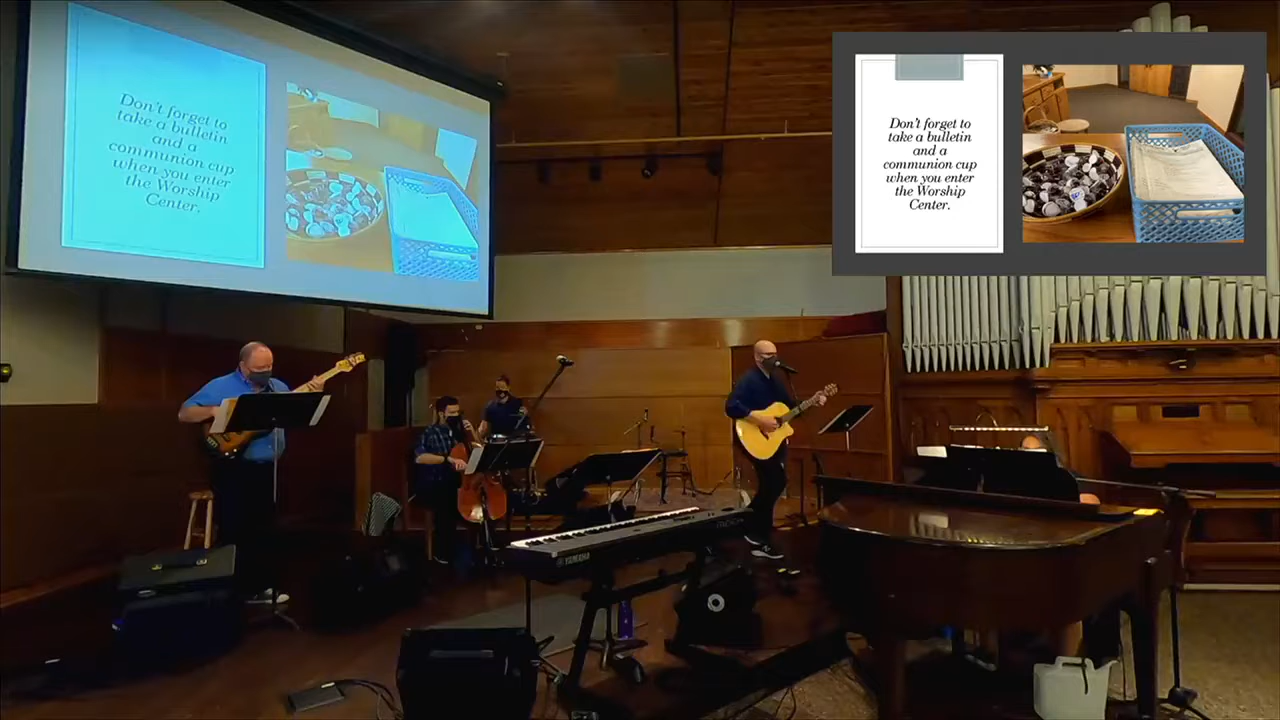 Don't forget to
take a bulletin
and a
communion cup
when you enter
the Worship
Center.
Don't forget to
take a bulletin
and a
communion cup
when you enter
the Worship
Center.
YAMAHA